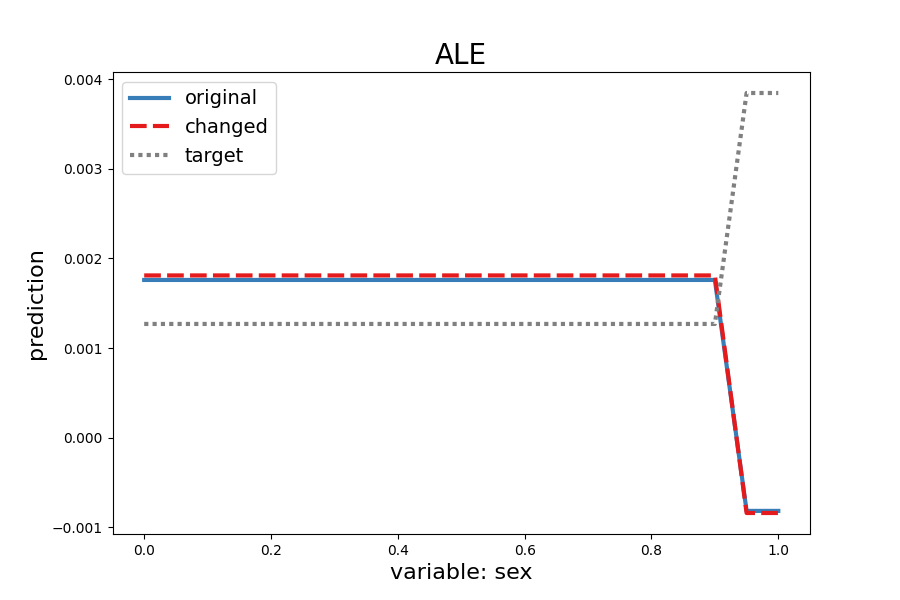 ALE
original
changed
target
0.004
0.003
0.002
0.001
0.000
−0.001
prediction
0.0 0.2 0.4 0.6 0.8 1.0
variable: sex